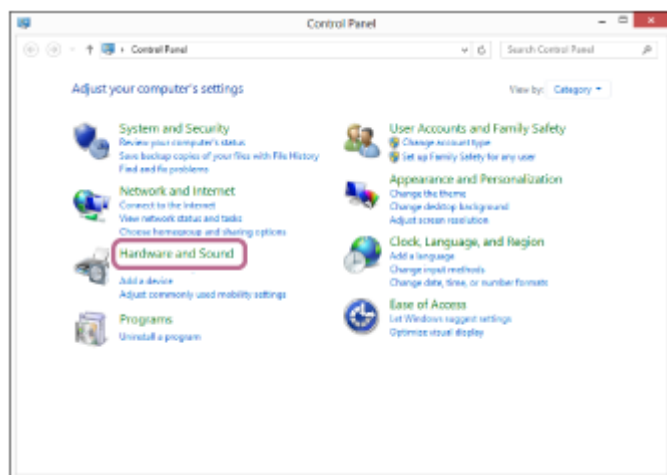 Control Panel
Control Panel
Search Control Panel
Adjust your computer's settings
View by: Category
System and Security
Review your computer's status
Save backup copies of your files with File History
Find and fix problems
Network and Internet
Connect to the Internet
View network status and tasks
Choose homegroup and sharing options
Hardware and Sound
Add a device
Adjust commonly used mobility settings
Programs
Uninstall a program
User Accounts and Family Safety
Change account type
Set up Family Safety for any user
Appearance and Personalization
Change the theme
Change desktop background
Adjust screen resolution
Clock, Language, and Region
Add a language
Change input methods
Change date, time, or number formats
Ease of Access
Let Windows suggest settings
Optimize visual display